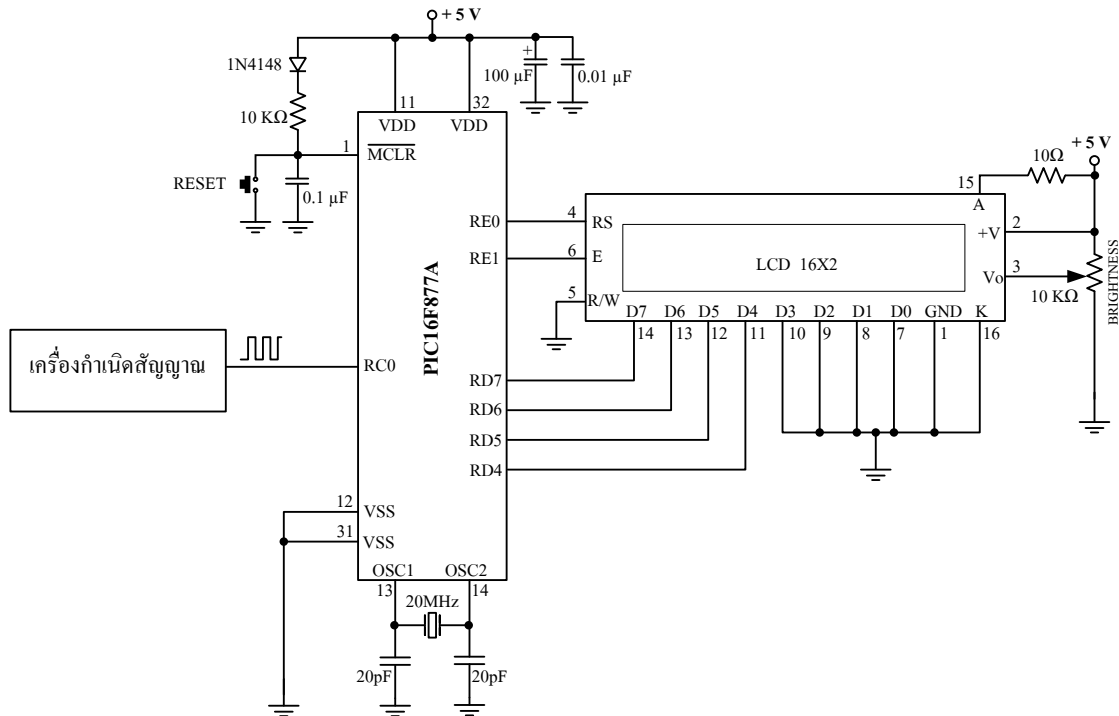 + 5 V
1N4148
10 KΩ
100 µF
+
0.01 µF
11
32
VDD
VDD
1
MCLR
RESET
0.1 µF
PIC16F877A
RE0
RE1
4
6
5
RS
E
R/W
LCD 16X2
15
A
10Ω
+ 5 V
+V
2
Vo
3
10 KΩ
BRIGHTNESS
D7
D6
D5
D4
D3
D2
D1
D0
GND
K
14
13
12
11
10
9
8
7
1
16
เครื่องกำเนิดสัญญาณ
RC0
RD7
RD6
RD5
RD4
12
VSS
31
VSS
OSC1
OSC2
13
14
20MHz
20pF
20pF